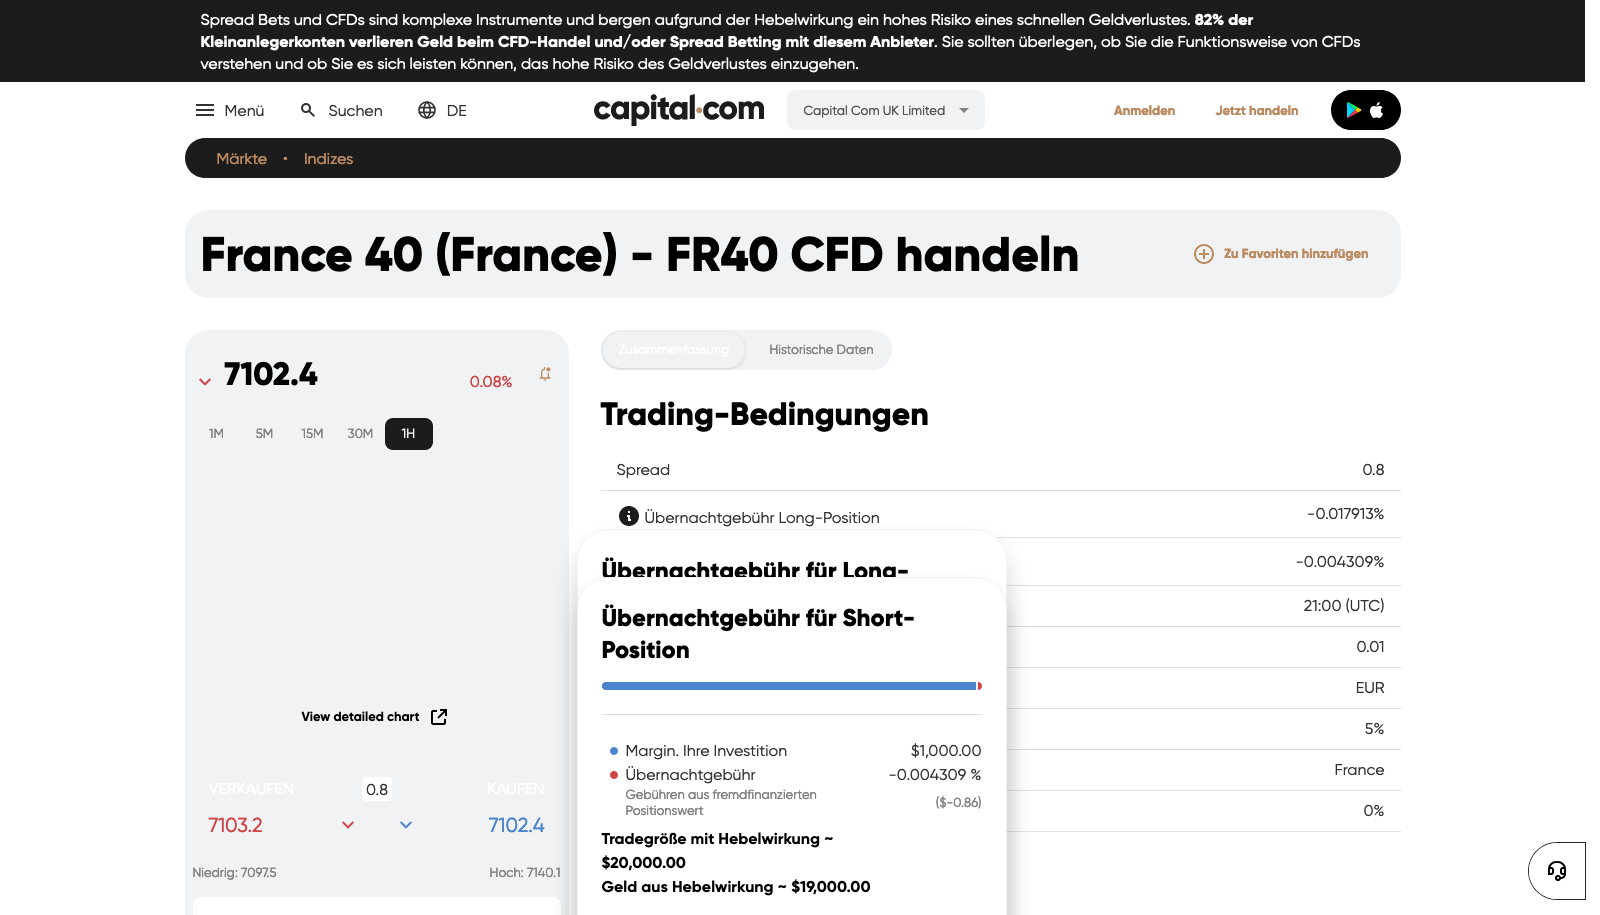 Spread Bets und CFDs sind komplexe Instrumente und bergen aufgrund der Hebelwirkung ein hohes Risiko eines schnellen Geldverlustes. 82% der
Kleinanlegerkonten verlieren Geld beim CFD-Handel und/oder Spread Betting mit diesem Anbieter. Sie sollten überlegen, ob Sie die Funktionsweise von CFDs
verstehen und ob Sie es sich leisten können, das hohe Risiko des Geldverlustes einzugehen.
Menü
Suchen
DE
capital.com
Capital Com UK Limited
Anmelden
Jetzt handeln
Märkte • Indizes
France 40 (France) - FR40 CFD handeln
Zu Favoriten hinzufügen
7102.4
0.08%
1M 5M 15M 30M 1H
View detailed chart
VERKAUFEN
0.8
KAUFEN
7103.2
7102.4
Niedrig: 7097.5
Hoch: 7140.1
Zusammenfassung
Historische Daten
Trading-Bedingungen
Spread 0.8
Übernachtgebühr Long-Position -0.017913%
-0.004309%
21:00 (UTC)
0.01
EUR
5%
France
0%
Übernachtgebühr für Long-
Übernachtgebühr für Short-
Position
Margin. Ihre Investition $1,000.00
Übernachtgebühr -0.004309 %
Gebühren aus fremdfinanzierten
Positionswert
($-0.86)
Tradegröße mit Hebelwirkung ~
$20,000.00
Geld aus Hebelwirkung ~ $19,000.00